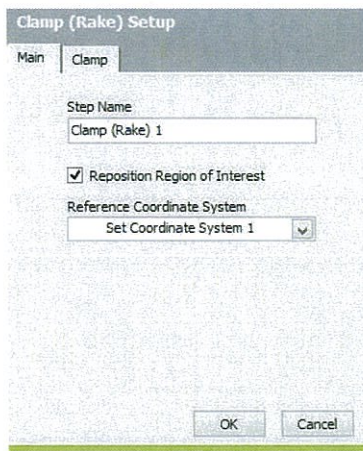 Clamp (Rake) Setup
Main Clamp
Step Name
Clamp (Rake) 1
Reposition Region of Interest
Reference Coordinate System
Set Coordinate System 1
OK Cancel